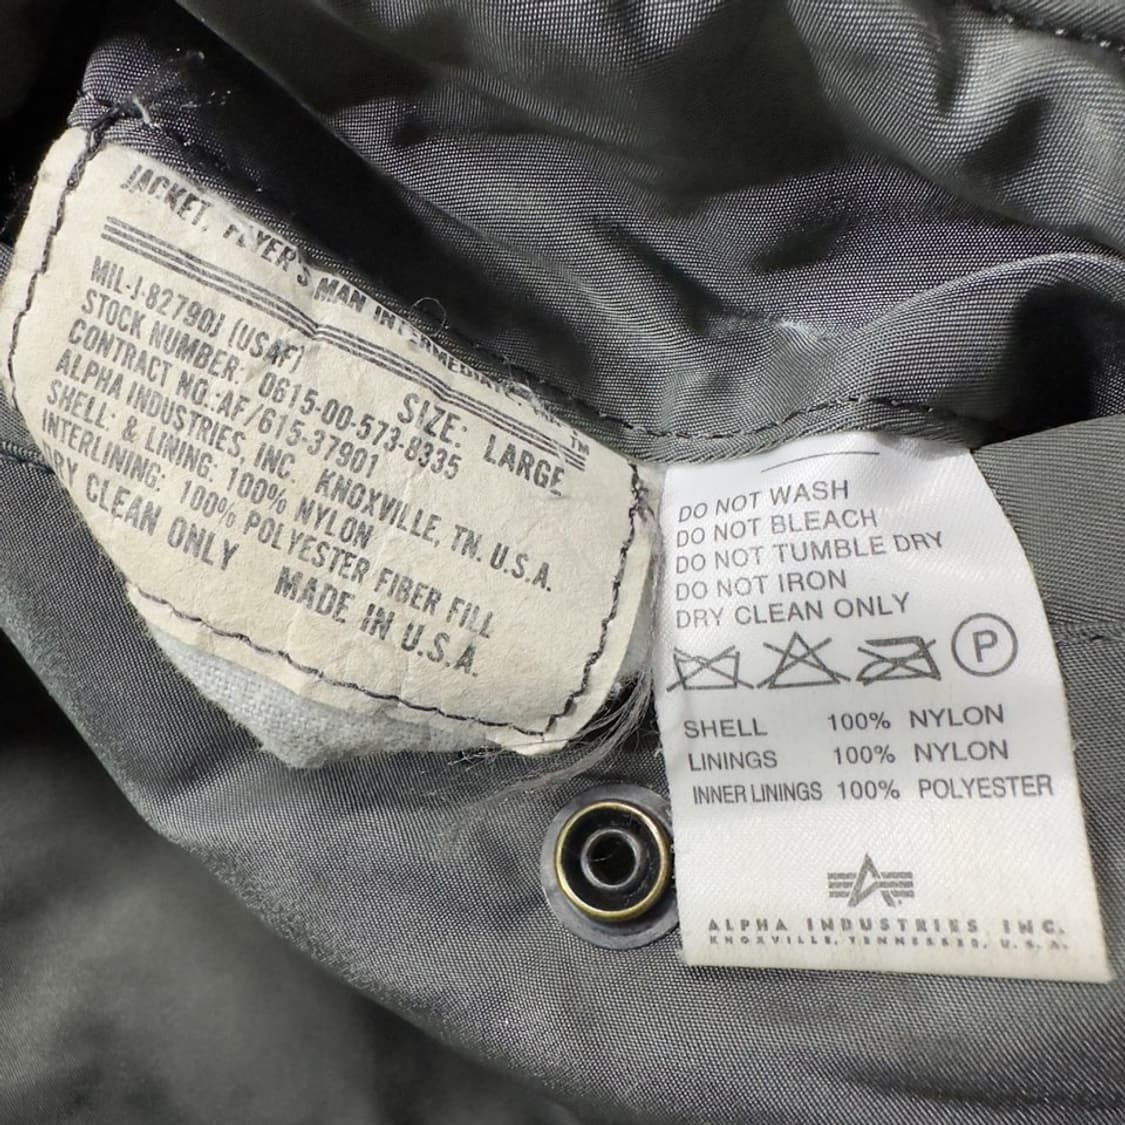 JACKET, FLYER'S MAN INTERMEDIATE
TM
SIZE: LARGE
MIL-J-8279OJ (USAF)
STOCK NUMBER: 0615-00-573-8335
CONTRACT NO.:AF/615-37901
ALPHA INDUSTRIES, INC. KNOXVILLE, TN. U.S.A.
SHELL: & LINING: 100% NYLON
INTERLINING: 100% POLYESTER FIBER FILL
DRY CLEAN ONLY
MADE IN U.S.A.
DO NOT WASH
DO NOT BLEACH
DO NOT TUMBLE DRY
DO NOT IRON
DRY CLEAN ONLY
P
SHELL 100% NYLON
LININGS 100% NYLON
INNER LININGS 100% POLYESTER
ALPHA INDUSTRIES, INC.
KNOXVILLE, TENNESSEE, U.S.A.